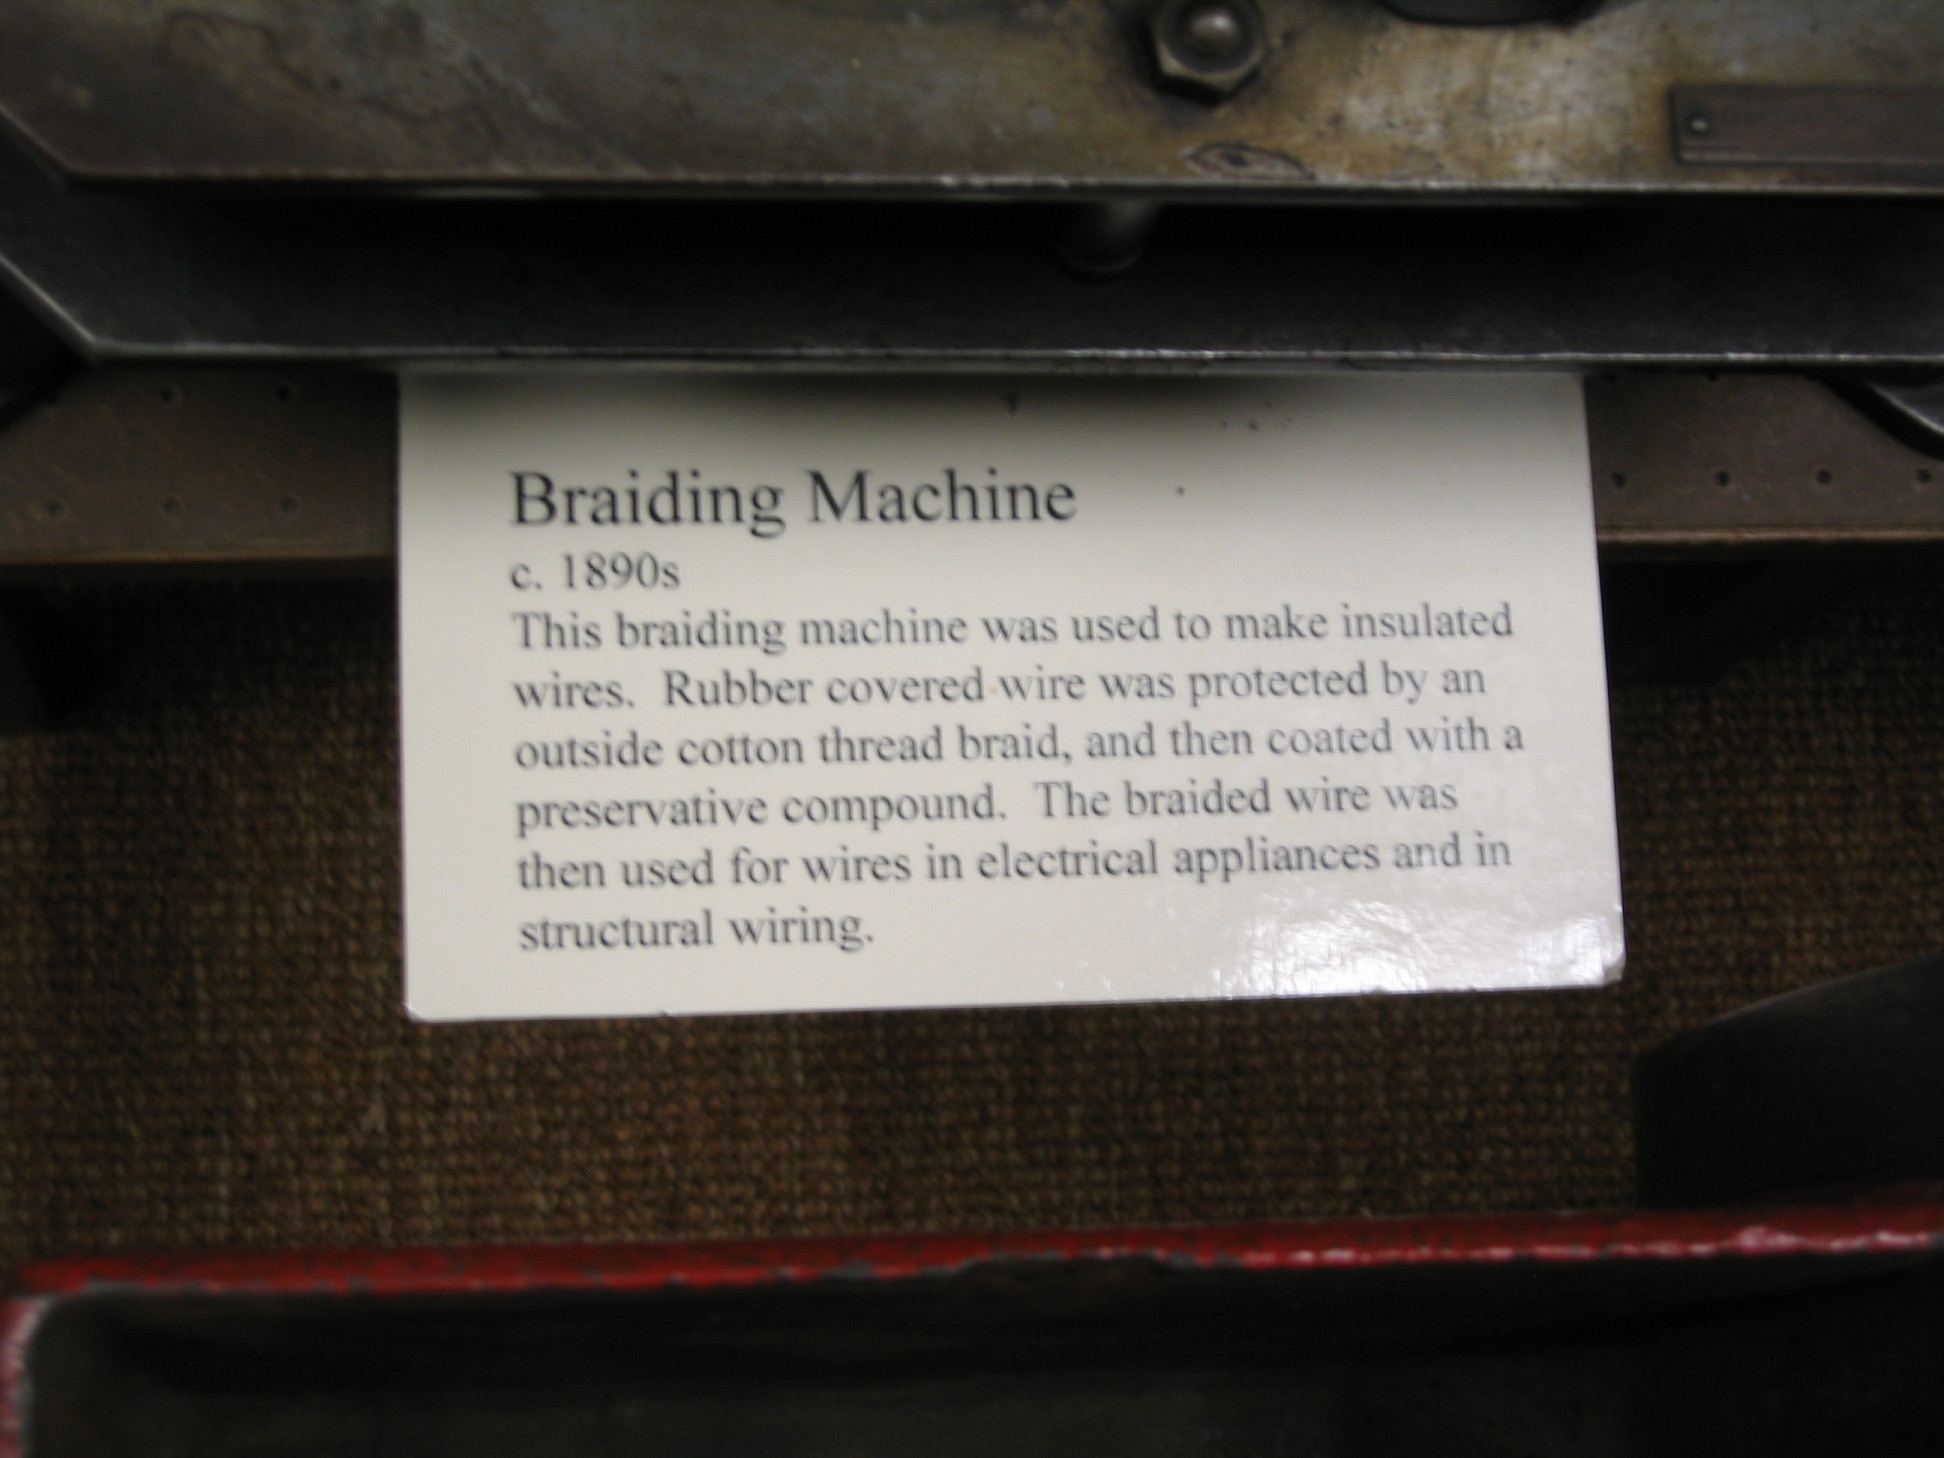 Braiding Machine
c. 1890s
This braiding machine was used to make insulated
wires. Rubber covered wire was protected by an
outside cotton thread braid, and then coated with a
preservative compound. The braided wire was
then used for wires in electrical appliances and in
structural wiring.